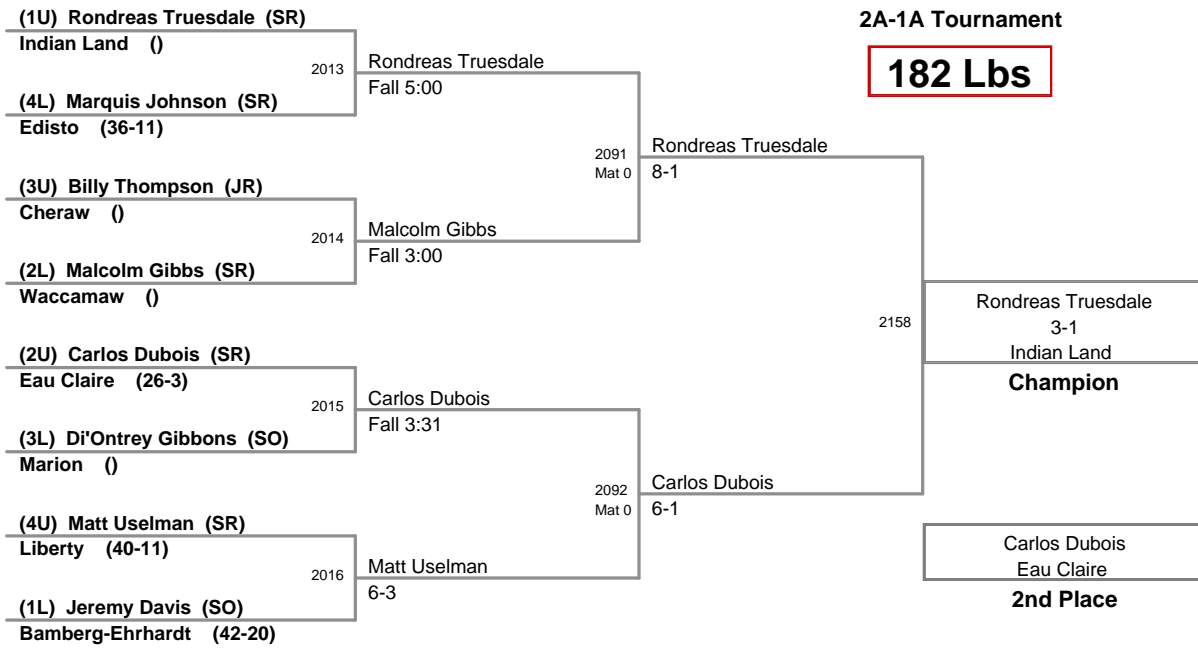 (1U) Rondreas Truesdale (SR)
Indian Land ()
2013
(4L) Marquis Johnson (SR)
Edisto (36-11)
(3U) Billy Thompson (JR)
Cheraw ()
2014
(2L) Malcolm Gibbs (SR)
Waccamaw ()
(2U) Carlos Dubois (SR)
Eau Claire (26-3)
2015
(3L) Di'Ontrey Gibbons (SO)
Marion ()
(4U) Matt Uselman (SR)
Liberty (40-11)
2016
(1L) Jeremy Davis (SO)
Bamberg-Ehrhardt (42-20)
Rondreas Truesdale
Fall 5:00
2091
Mat 0
Malcolm Gibbs
Fall 3:00
Carlos Dubois
Fall 3:31
2092
Mat 0
Matt Uselman
6-3
Rondreas Truesdale
8-1
2158
Carlos Dubois
6-1
2A-1A Tournament
182 Lbs
Rondreas Truesdale
3-1
Indian Land
Champion
Carlos Dubois
Eau Claire
2nd Place